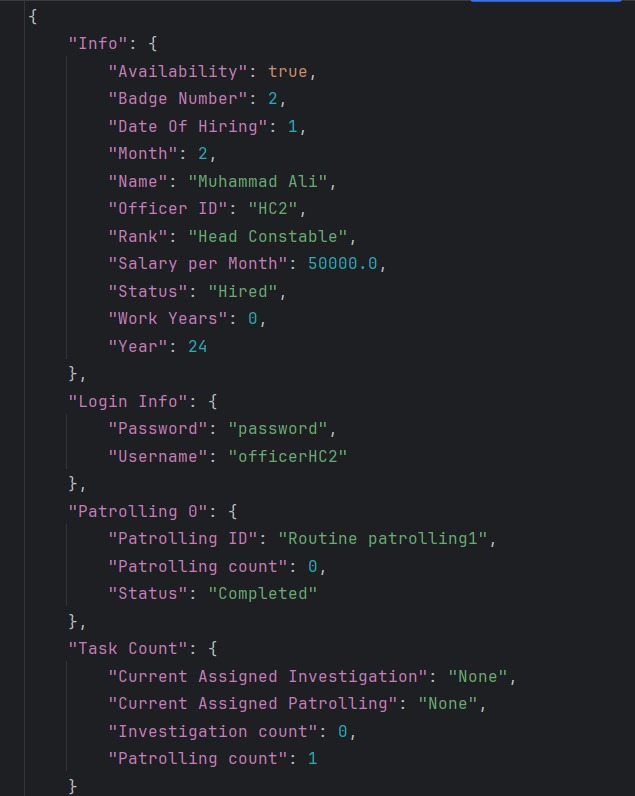 {
"Info": {
"Availability": true,
"Badge Number": 2,
"Date Of Hiring": 1,
"Month": 2,
"Name": "Muhammad Ali",
"Officer ID": "HC2",
"Rank": "Head Constable",
"Salary per Month": 50000.0,
"Status": "Hired",
"Work Years": 0,
"Year": 24
},
"Login Info": {
"Password": "password",
"Username": "officerHC2"
},
"Patrolling 0": {
"Patrolling ID": "Routine patrolling1",
"Patrolling count": 0,
"Status": "Completed"
},
"Task Count": {
"Current Assigned Investigation": "None",
"Current Assigned Patrolling": "None",
"Investigation count": 0,
"Patrolling count": 1
}